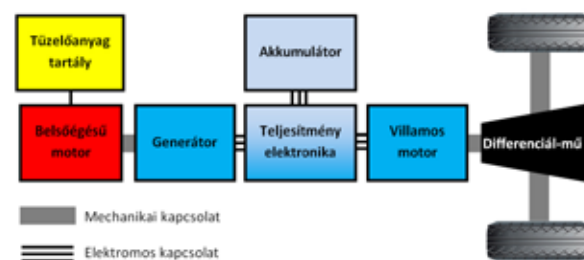 Tüzelőanyag
tartály
Akkumulátor
Belsőégésű
motor
Generátor
Teljesítmény
elektronika
Villamos
motor
Differenciál-mű
Mechanikai kapcsolat
Elektromos kapcsolat